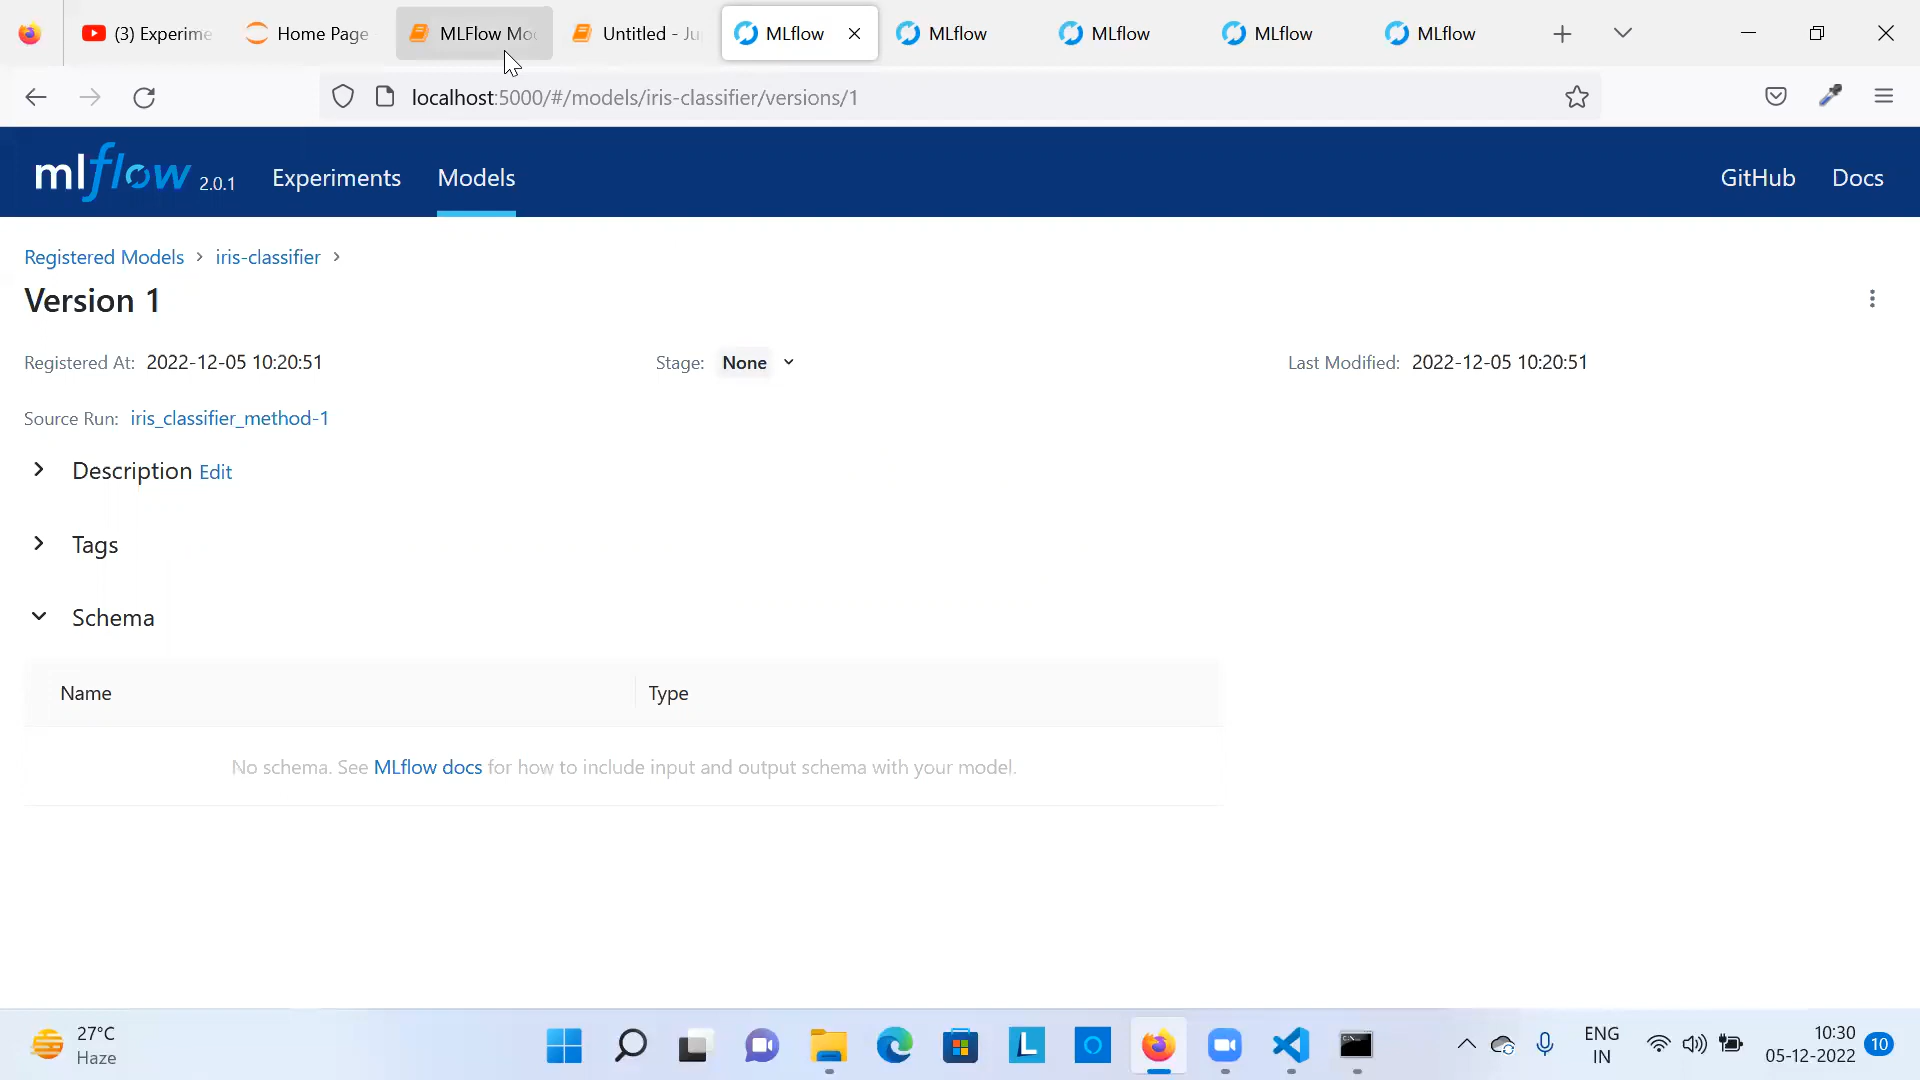 (3) Experime
Home Page
MLFlow Mo
Untitled - Ju
MLflow
MLflow
MLflow
MLflow
MLflow
localhost:5000/#/models/iris-classifier/versions/1
mlflow 2.0.1
Experiments
Models
GitHub
Docs
Registered Models > iris-classifier >
Version 1
Registered At: 2022-12-05 10:20:51
Stage: None
Last Modified: 2022-12-05 10:20:51
Source Run: iris_classifier_method-1
Description Edit
Tags
Schema
Name
Type
No schema. See MLflow docs for how to include input and output schema with your model.
27°C
Haze
L
ENG
IN
10:30
05-12-2022
10